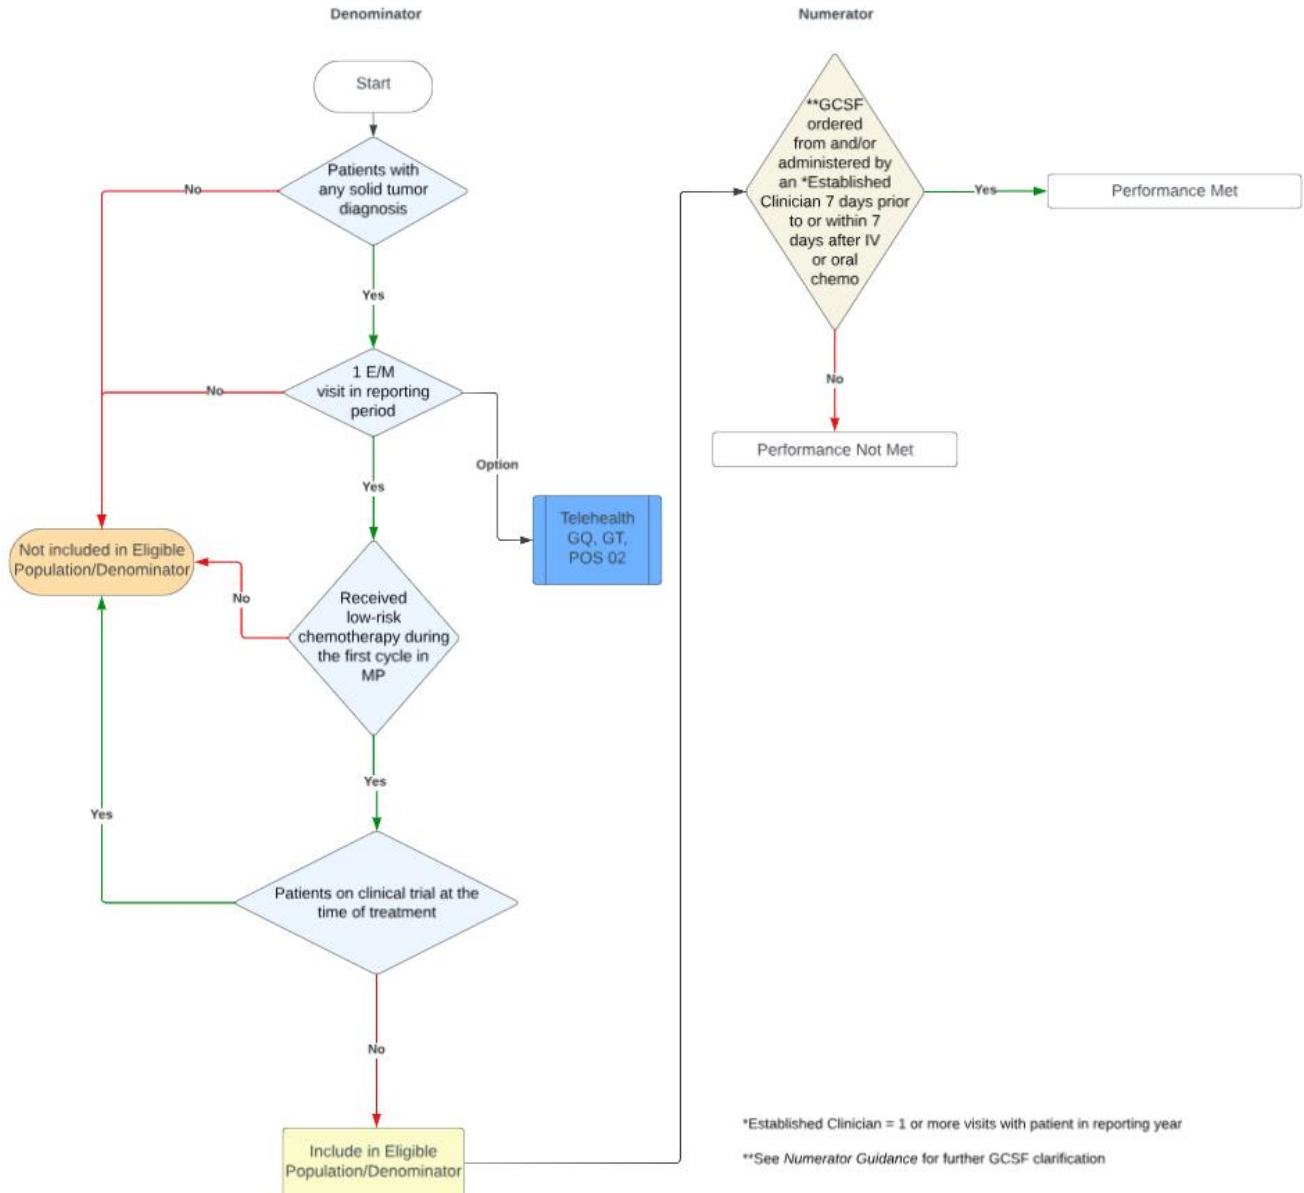 Denominator
Start
Patients with
any solid tumor
diagnosis
No
Yes
1 E/M
visit in reporting
period
No
Option
Yes
Telehealth
GQ, GT,
POS 02
Not included in Eligible
Population/Denominator
No
Received
low-risk
chemotherapy during
the first cycle in
MP
Yes
Yes
Patients on clinical trial at the
time of treatment
No
Include in Eligible
Population/Denominator
Numerator
**GCSF
ordered
from and/or
administered by
an *Established
Clinician 7 days prior
to or within 7
days after IV
or oral
chemo
Yes
Performance Met
No
Performance Not Met
*Established Clinician = 1 or more visits with patient in reporting year
**See Numerator Guidance for further GCSF clarification